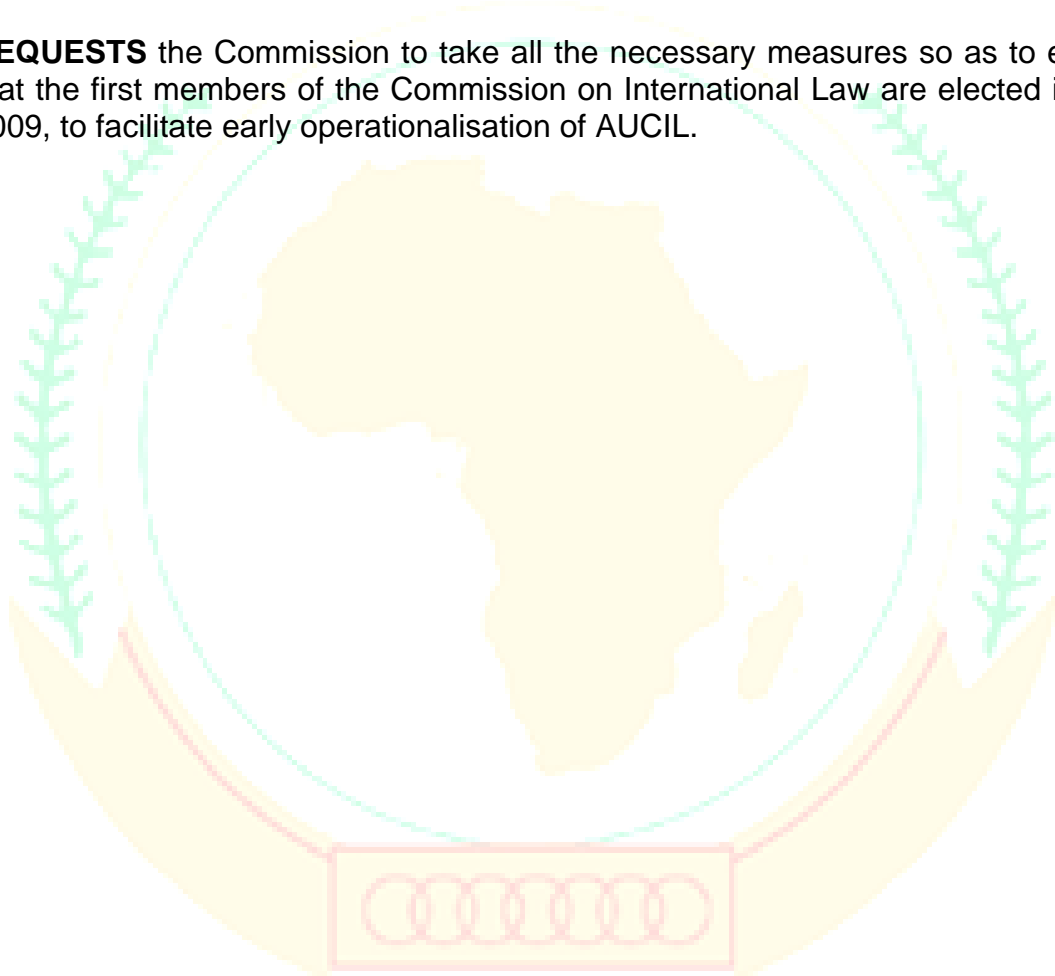 EQUESTS the Commission to take all the necessary measures so as to e
at the first members of the Commission on International Law are elected i
009, to facilitate early operationalisation of AUCIL.